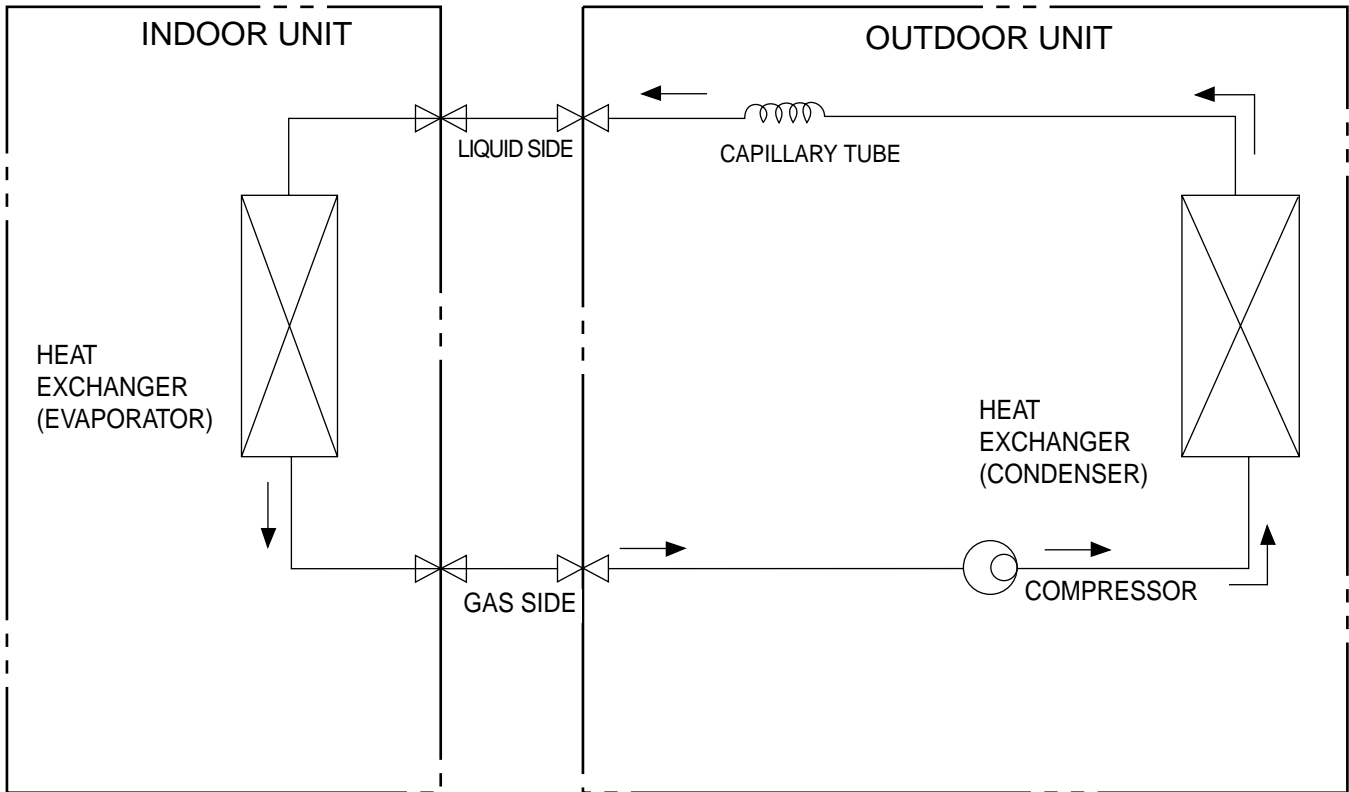 INDOOR UNIT
OUTDOOR UNIT
LIQUID SIDE
CAPILLARY TUBE
HEAT
EXCHANGER
(EVAPORATOR)
HEAT
EXCHANGER
(CONDENSER)
GAS SIDE
COMPRESSOR